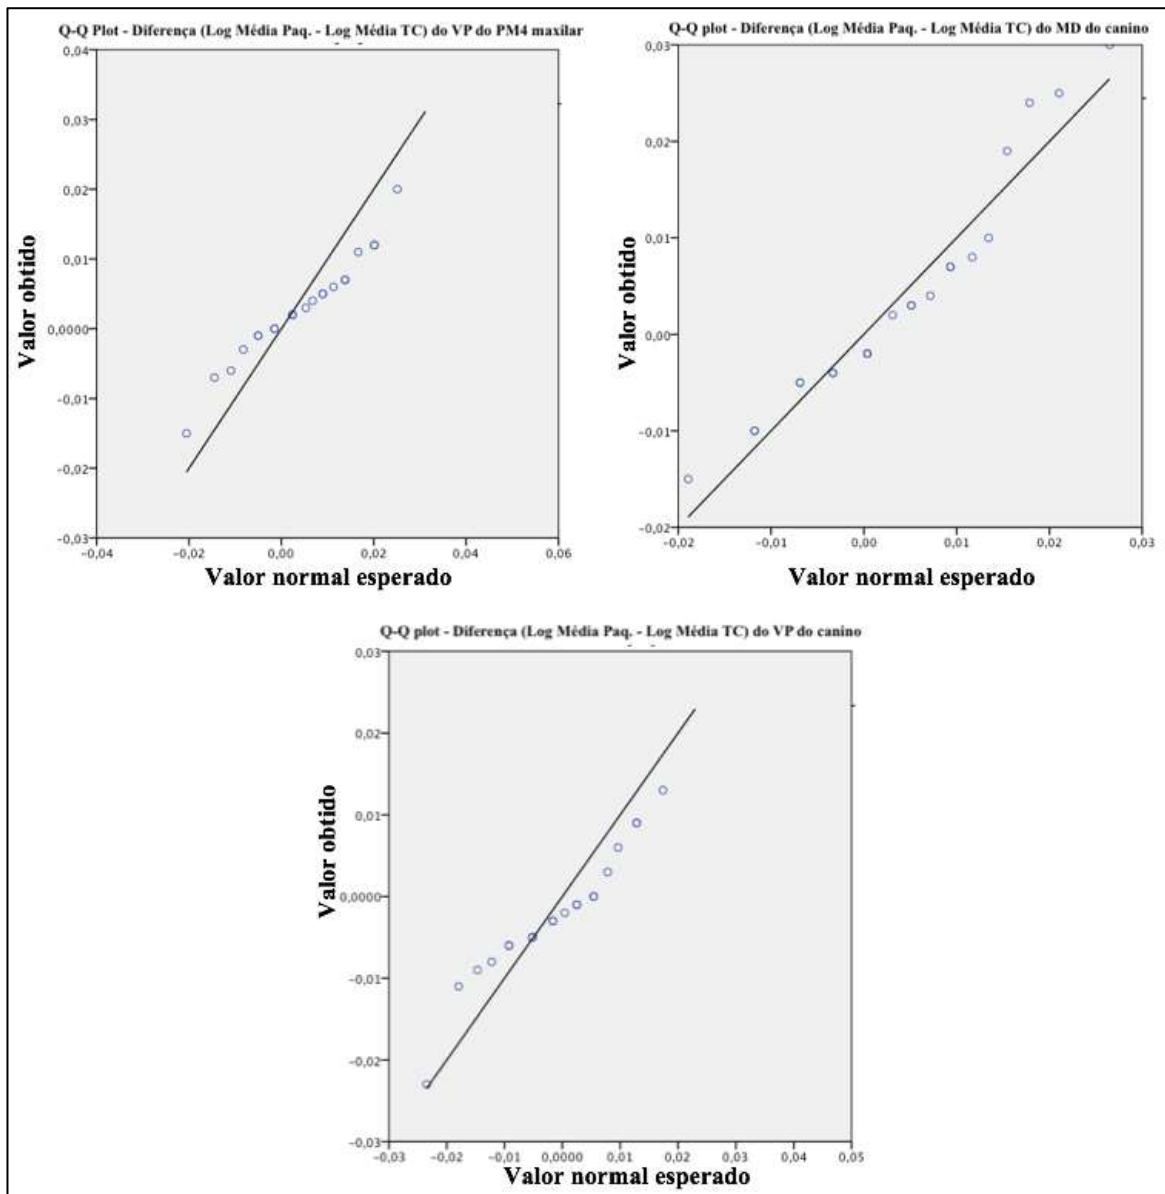 Q-Q Plot - Diferença (Log Média Paq. - Log Média TC) do VP do PM4 maxilar
0,04
0,03
0,02
0,01
0,0000
-0,01
-0,02
-0,03
Valor obtido
-0,04 -0,02 0,00 0,02 0,04 0,06
Valor normal esperado
Q-Q plot - Diferença (Log Média Paq. - Log Média TC) do MD do canino
0,03
0,02
0,01
0,00
-0,01
-0,02
Valor obtido
-0,02 -0,01 0,00 0,01 0,02 0,03
Valor normal esperado
Q-Q plot - Diferença (Log Média Paq. - Log Média TC) do VP do canino
0,03
0,02
0,01
0,0000
-0,01
-0,02
-0,03
Valor obtido
-0,03 -0,02 -0,01 0,0000 0,01 0,02 0,03 0,04 0,05
Valor normal esperado